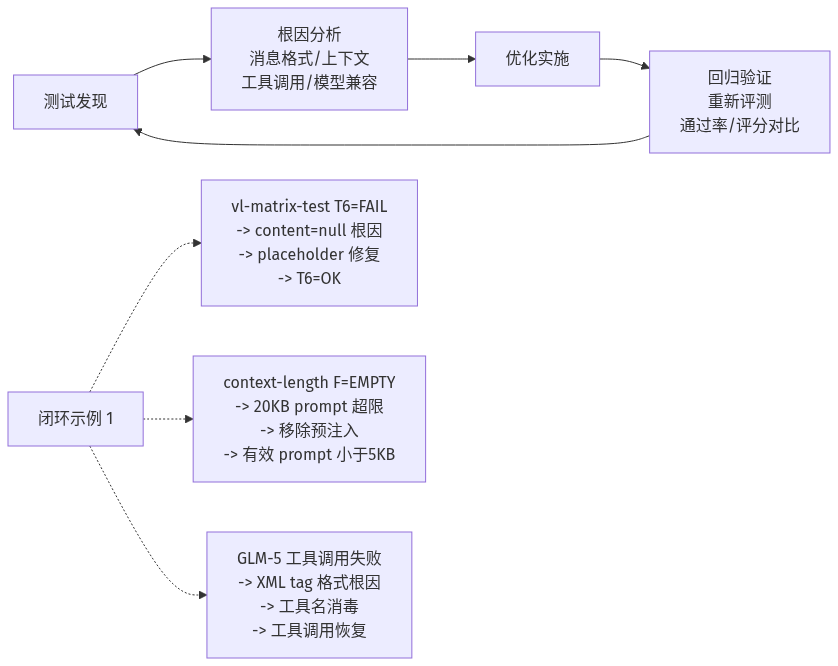 测试发现
根因分析
消息格式/上下文
工具调用/模型兼容
优化实施
回归验证
重新评测
通过率/评分对比
闭环示例 1
vl-matrix-test T6=FAIL
-> content=null 根因
-> placeholder 修复
-> T6=OK
context-length F=EMPTY
-> 20KB prompt 超限
-> 移除预注入
-> 有效 prompt 小于5KB
GLM-5 工具调用失败
-> XML tag 格式根因
-> 工具名消毒
-> 工具调用恢复